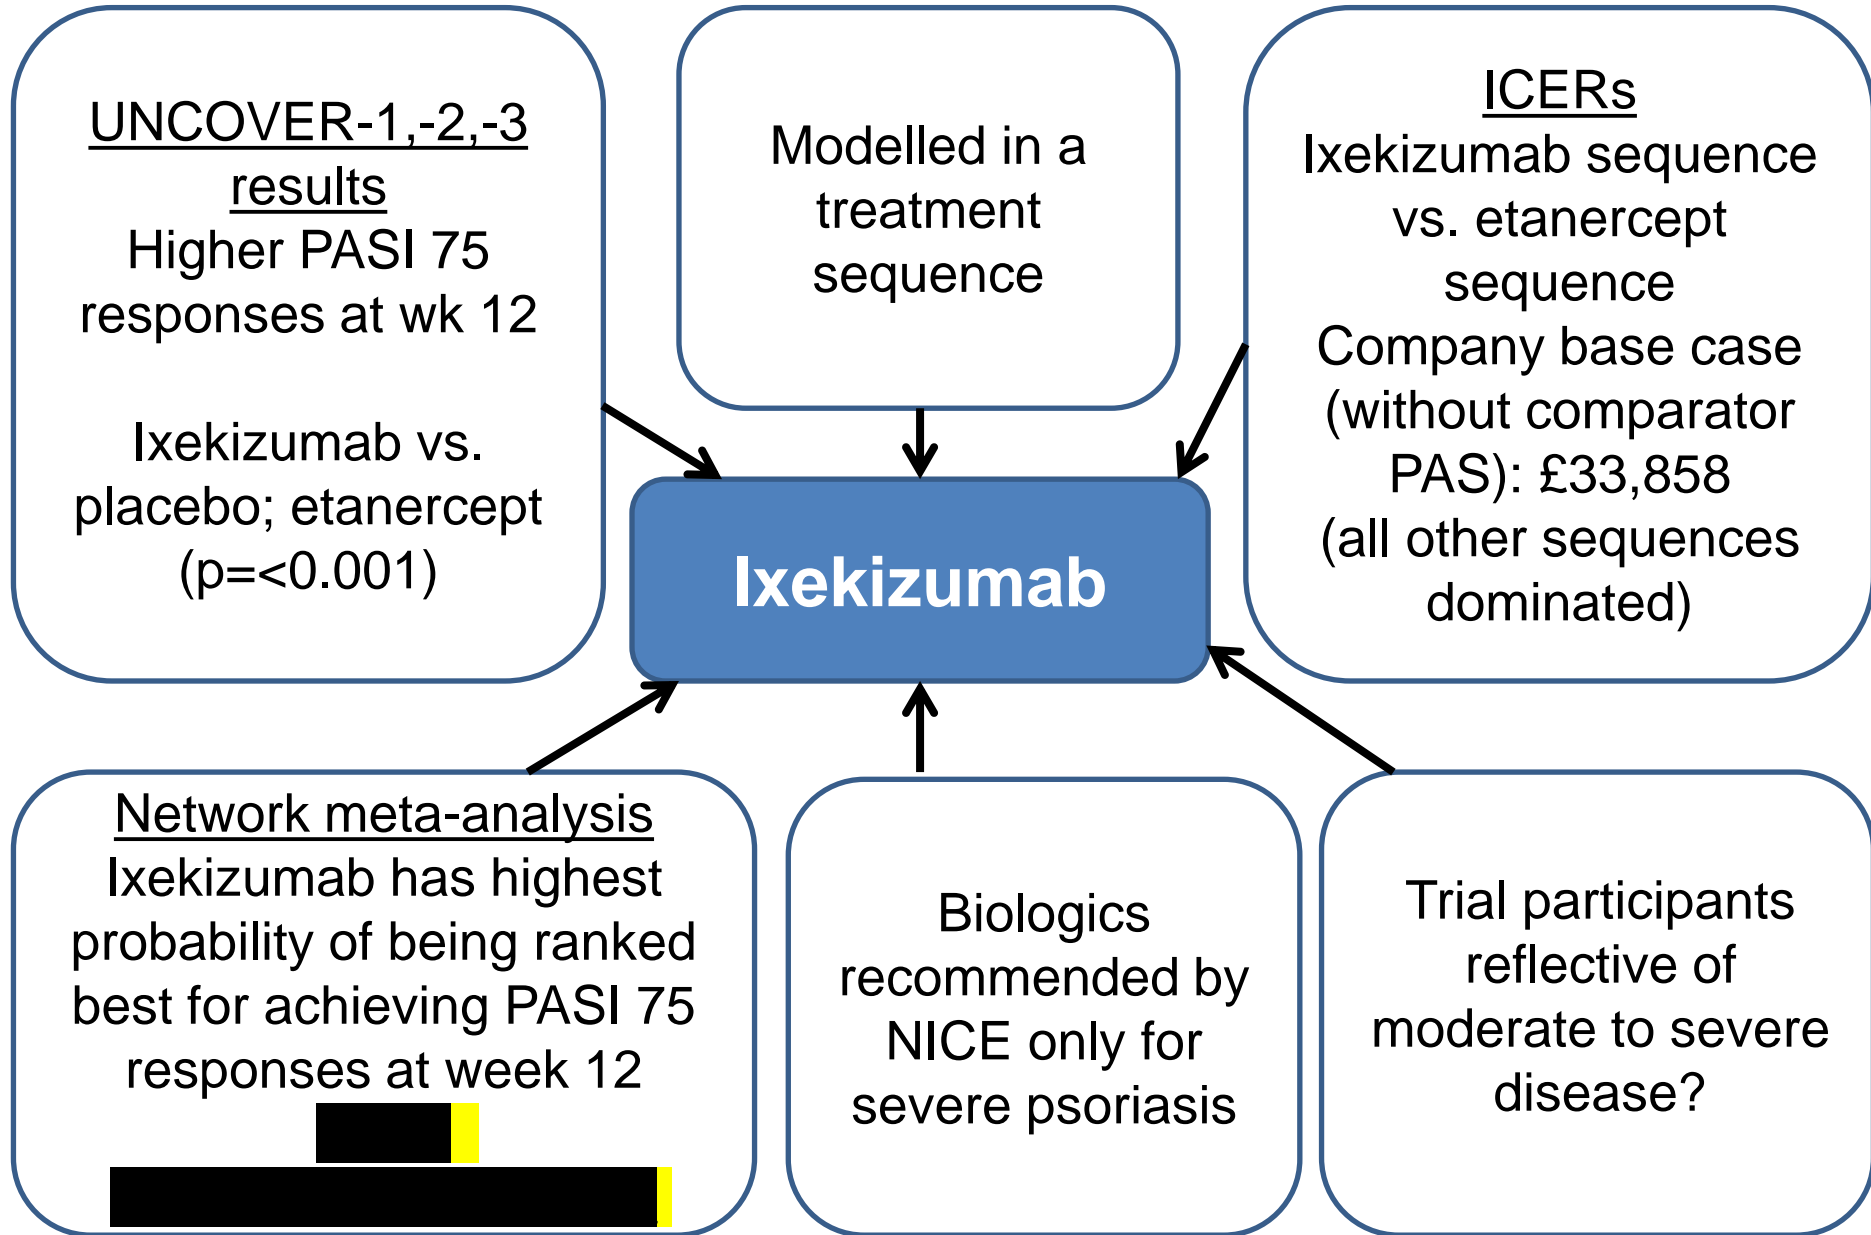 UNCOVER-1,-2,-3
results
Higher PASI 75
responses at wk 12
Ixekizumab vs.
placebo; etanercept
(p=<0.001)
Modelled in a
treatment
sequence
ICERs
Ixekizumab sequence
vs. etanercept
sequence
Company base case
(without comparator
PAS): £33,858
(all other sequences
dominated)
Ixekizumab
Network meta-analysis
Ixekizumab has highest
probability of being ranked
best for achieving PASI 75
responses at week 12
Biologics
recommended by
NICE only for
severe psoriasis
Trial participants
reflective of
moderate to severe
disease?